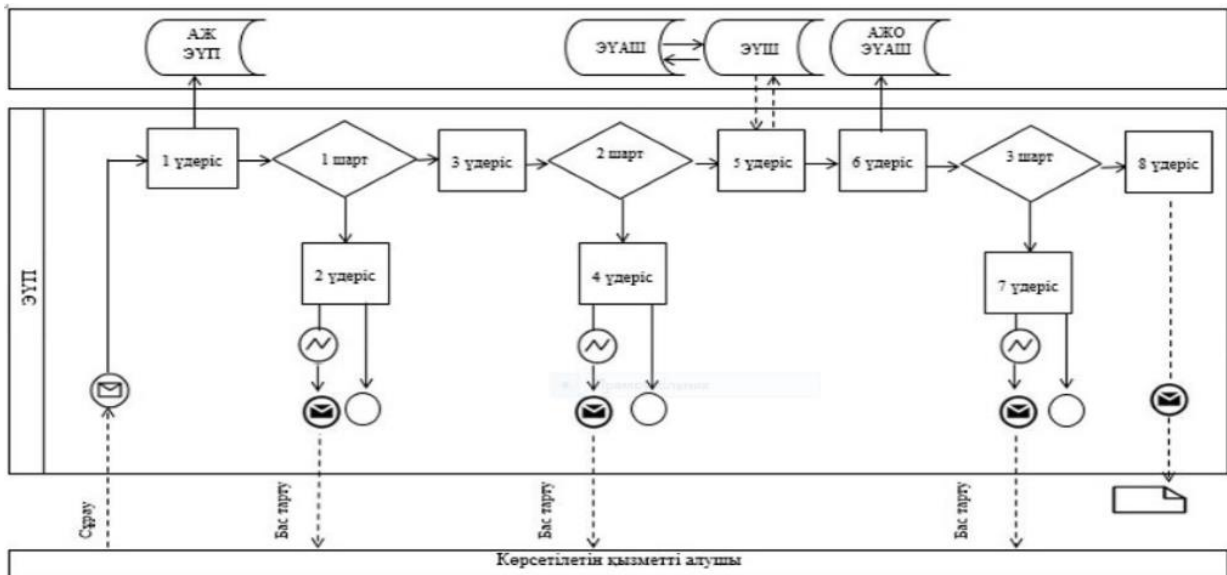 АЖ
ЭҮП
ЭҮАШ
ЭҮШ
АЖО
ЭҮАШ
1 үдеріс
1 шарт
3 үдеріс
2 шарт
5 үдеріс
6 үдеріс
3 шарт
8 үдеріс
2 үдеріс
4 үдеріс
7 үдеріс
ЭҮП
Сұрау
Бас тарту
Бас тарту
Бас тарту
Көрсетілетін қызметті алушы